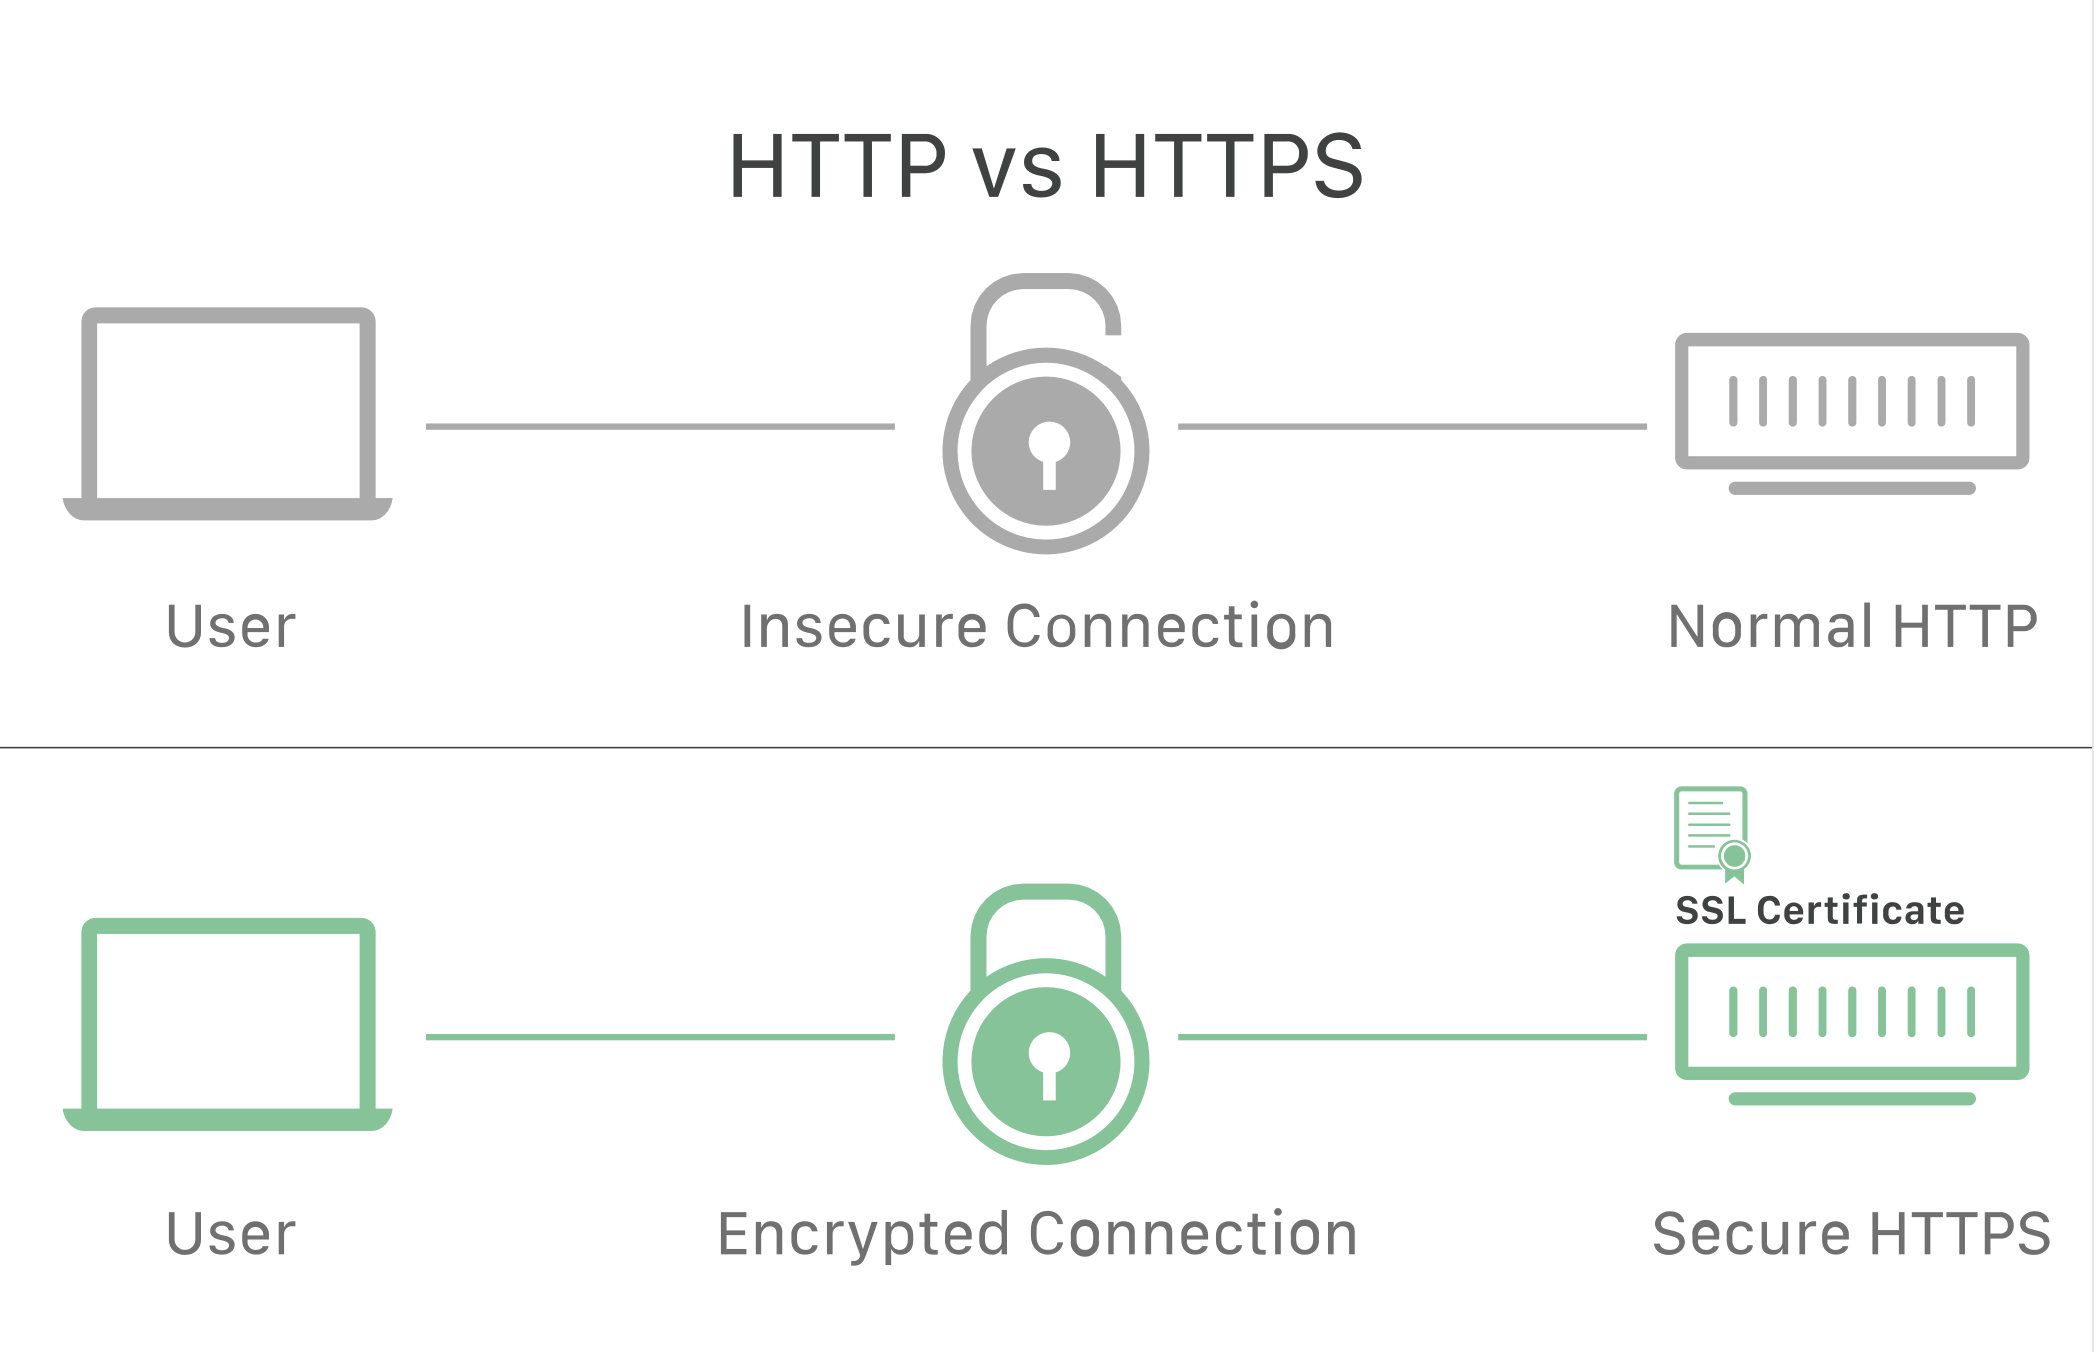 HTTP vs HTTPS
User
Insecure Connection
Normal HTTP
SSL Certificate
User
Encrypted Connection
Secure HTTPS